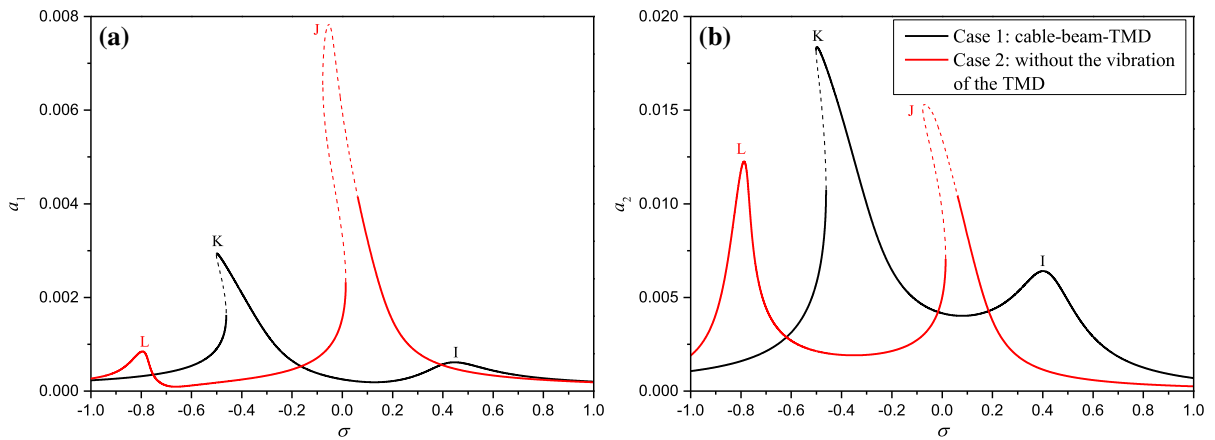 (a)
J
K
L
I
0.008
0.006
0.004
0.002
0.000
a1
-1.0 -0.8 -0.6 -0.4 -0.2 0.0 0.2 0.4 0.6 0.8 1.0
σ
(b)
Case 1: cable-beam-TMD
Case 2: without the vibration
of the TMD
K
J
L
I
0.020
0.015
0.010
0.005
0.000
a2
-1.0 -0.8 -0.6 -0.4 -0.2 0.0 0.2 0.4 0.6 0.8 1.0
σ